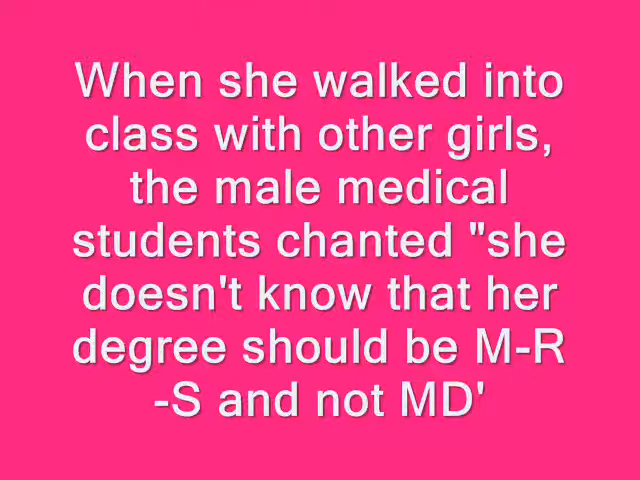 When she walked into
class with other girls,
the male medical
students chanted "she
doesn't know that her
degree should be M-R
-S and not MD'